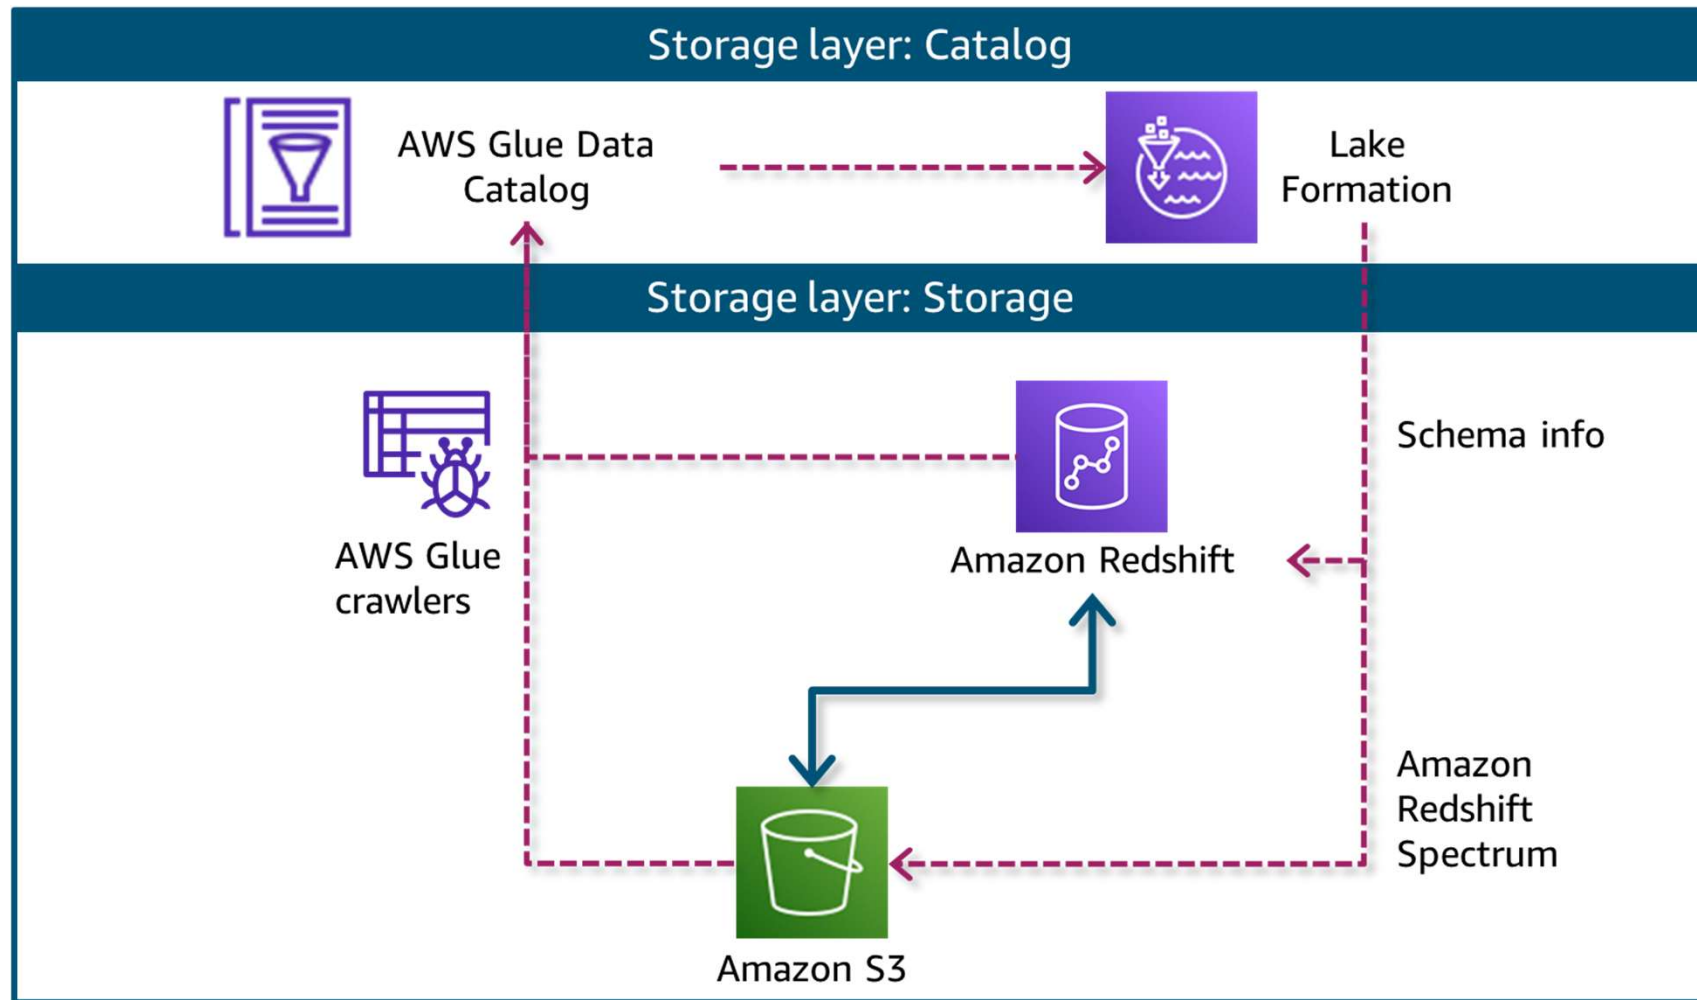 Storage layer: Catalog
AWS Glue Data
Catalog
Lake
Formation
Storage layer: Storage
Schema info
AWS Glue
crawlers
Amazon Redshift
Amazon
Redshift
Spectrum
Amazon S3